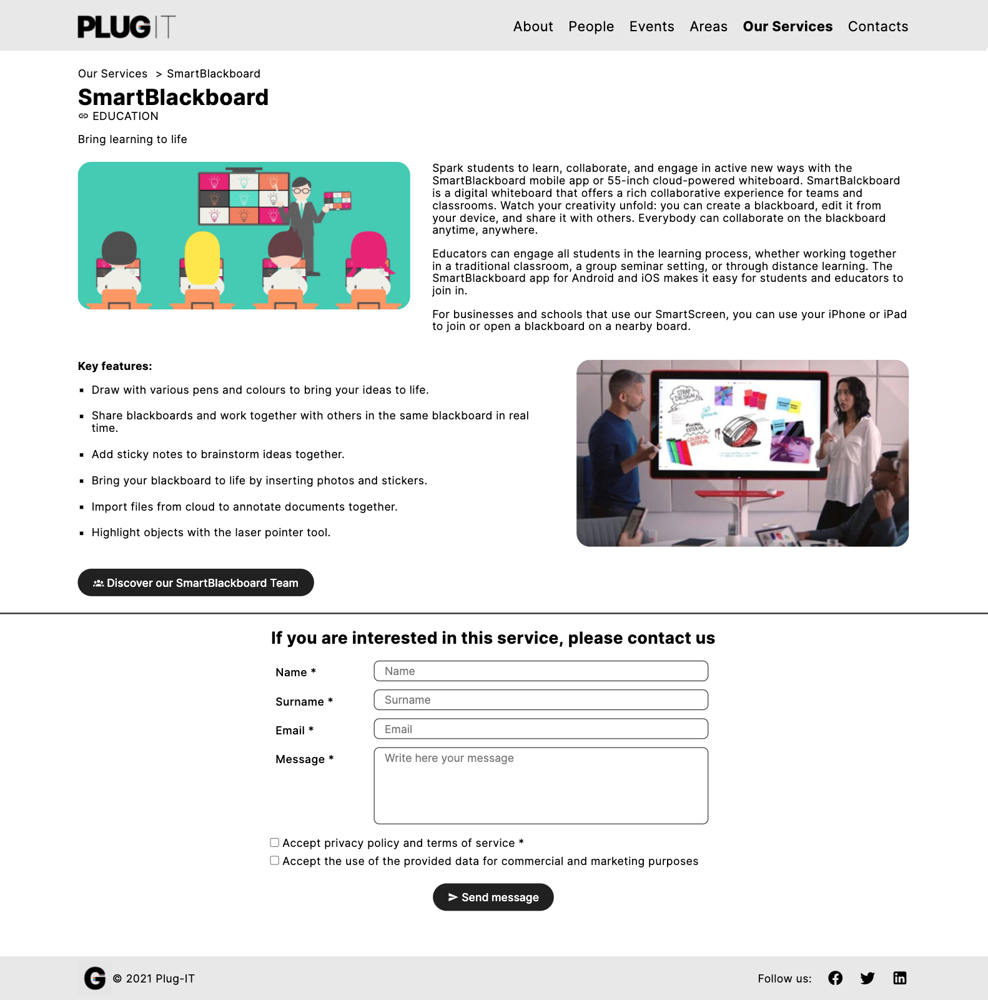 PLUG IT
About People Events Areas Our Services Contacts
Our Services > SmartBlackboard
SmartBlackboard
EDUCATION
Bring learning to life
Spark students to learn, collaborate, and engage in active new ways with the
SmartBlackboard mobile app or 55-inch cloud-powered whiteboard. SmartBalckboard
is a digital whiteboard that offers a rich collaborative experience for teams and
classrooms. Watch your creativity unfold: you can create a blackboard, edit it from
your device, and share it with others. Everybody can collaborate on the blackboard
anytime, anywhere.
Educators can engage all students in the learning process, whether working together
in a traditional classroom, a group seminar setting, or through distance learning. The
SmartBlackboard app for Android and iOS makes it easy for students and educators to
join in.
For businesses and schools that use our SmartScreen, you can use your iPhone or iPad
to join or open a blackboard on a nearby board.
Key features:
▪ Draw with various pens and colours to bring your ideas to life.
▪ Share blackboards and work together with others in the same blackboard in real
time.
▪ Add sticky notes to brainstorm ideas together.
▪ Bring your blackboard to life by inserting photos and stickers.
▪ Import files from cloud to annotate documents together.
▪ Highlight objects with the laser pointer tool.
STRAP
DESIGN
MINIMAL
EXTERIOR
COLORFUL
INTERIOR
Discover our SmartBlackboard Team
If you are interested in this service, please contact us
Name * Name
Surname * Surname
Email * Email
Message * Write here your message
Accept privacy policy and terms of service *
Accept the use of the provided data for commercial and marketing purposes
Send message
G © 2021 Plug-IT
Follow us: